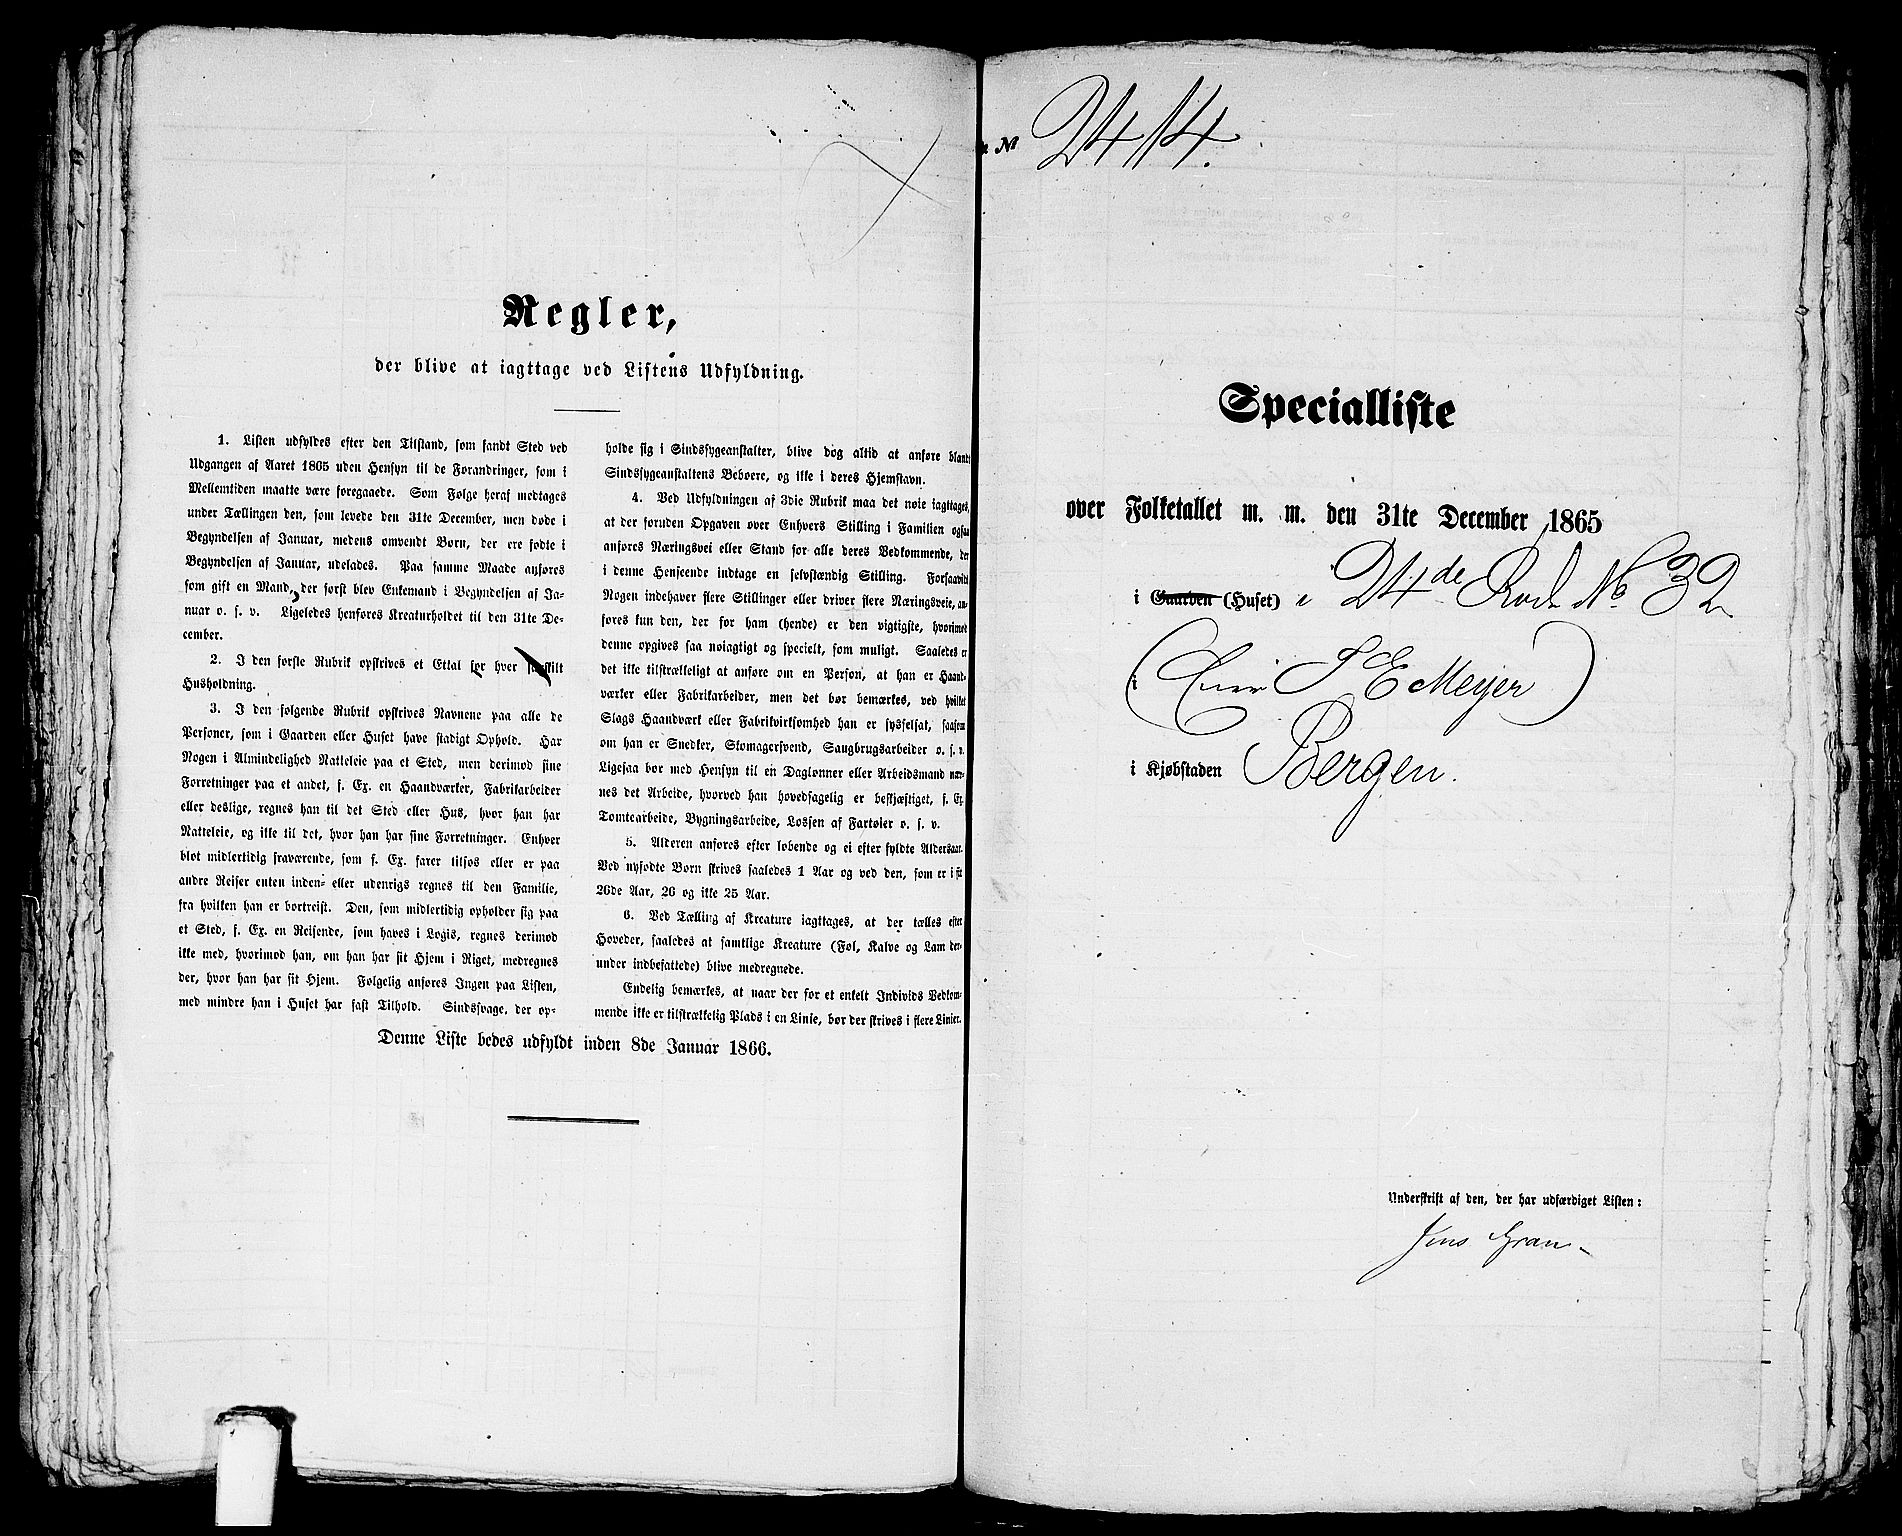 Regler,
der blive at iagttage ved Listens Udfyldning.
1. Listen udfyldes efter den Tilstand, som fandt Sted ved
Udgangen af Aaret 1865 uden Hensyn til de Forandringer, som i
Mellemtiden maatte være foregaaede. Som Følge heraf medtages
under Tællingen den, som levede den 31te December, men døde i
Begyndelsen af Januar, medens omvendt Børn, der ere fødte i
Begyndelsen af Januar, udelades. Paa samme Maade anføres
som gift en Mand, der først blev Enkemand i Begyndelsen af Ja-
nuar o. s. v. Ligeledes henføres Kreaturholdet til den 31te De-
cember.
2. I den første Rubrik opskrives et Ettal for hver særskilt
Husholdning.
3. I den følgende Rubrik opskrives Navnene paa alle de
Personer, som i Gaarden eller Huset have stadigt Ophold. Har
Nogen i Almindelighed Natteleie paa et Sted, men derimod sine
Forretninger paa et andet, f. Ex. en Haandværker, Fabrikarbeider
eller deslige, regnes han til det Sted eller Hus, hvor han har
Natteleie, og ikke til det, hvor han har sine Forretninger. Enhver
blot midlertidig fraværende, som f. Ex. farer tilsjøs eller er paa
andre Reiser enten inden- eller udenrigs regnes til den Familie,
fra hvilken han er bortreist. Den, som midlertidig opholder sig paa
et Sted, f. Ex. en Reisende, som haves i Logis, regnes derimod
ikke med, hvorimod han, om han har sit Hjem i Riget, medregnes
der, hvor han har sit Hjem. Følgelig anføres Ingen paa Listen,
med mindre han i Huset har fast Tilhold. Sindssvage, der op-
holde sig i Sindssygeanstalter, blive dog altid at anføre blandt
Sindssygeanstaltens Beboere, og ikke i deres Hjemstavn.
4. Ved Udfyldningen af 3die Rubrik maa det nøie iagttages,
at der foruden Opgaven over Enhvers Stilling i Familien ogsaa
anføres Næringsvei eller Stand for alle deres Vedkommende, der
i denne Henseende indtage en selvstændig Stilling. Forsaavidt
Nogen indehaver flere Stillinger eller driver flere Næringsveie, an-
føres kun den, der for ham (hende) er den vigtigste, hvorimod
denne opgives saa nøiagtigt og specielt, som muligt. Saaledes er
det ikke tilstrækkeligt at anføre om en Person, at han er Haand-
værker eller Fabrikarbeider, men det bør bemærkes, ved hvilket
Slags Haandværk eller Fabrikvirksomhed han er sysselsat, saasom
om han er Snedker, Skomagersvend, Saugbrugsarbeider o. s. v.
Ligesaa bør med Hensyn til en Daglønner eller Arbeidsmand næv-
nes det Arbeide, hvorved han hovedsagelig er beskjæftiget, f. Ex.
Tomtearbeide, Bygningsarbeide, Lossen af Fartøier o. s. v.
5. Alderen anføres efter løbende og ei efter fyldte Aldersaar.
Ved nyfødte Børn skrives saaledes 1 Aar og ved den, som er i sit
26de Aar, 26 og ikke 25 Aar.
6. Ved Tælling af Kreature iagttages, at der tælles efter
Hoveder, saaledes at samtlige Kreature (Føl, Kalve og Lam der-
under indbefattede) blive medregnede.
Endelig bemærkes, at naar der for et enkelt Individs Vedkom-
mende ikke er tilstrækkelig Plads i en Linie, bør der skrives i flere Linier.
Denne Liste bedes udfyldt inden 8de Januar 1866.
№ 2414.
Specialliste
over Folketallet m. m. den 31te December 1865
i Gaarden (Huset) i 24de Rode No 32
i ( E Meyer )
i Kjøbstaden Bergen.
Underskrift af den, der har udfærdiget Listen:
Jens Gran